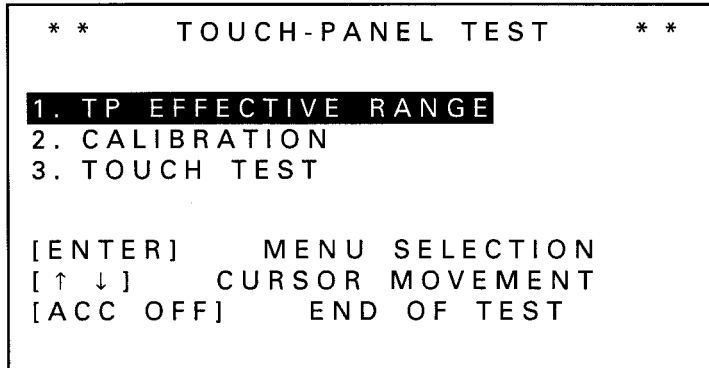 ** TOUCH-PANEL TEST **
1. TP EFFECTIVE RANGE
2. CALIBRATION
3. TOUCH TEST
[ENTER] MENU SELECTION
[↑ ↓] CURSOR MOVEMENT
[ACC OFF] END OF TEST